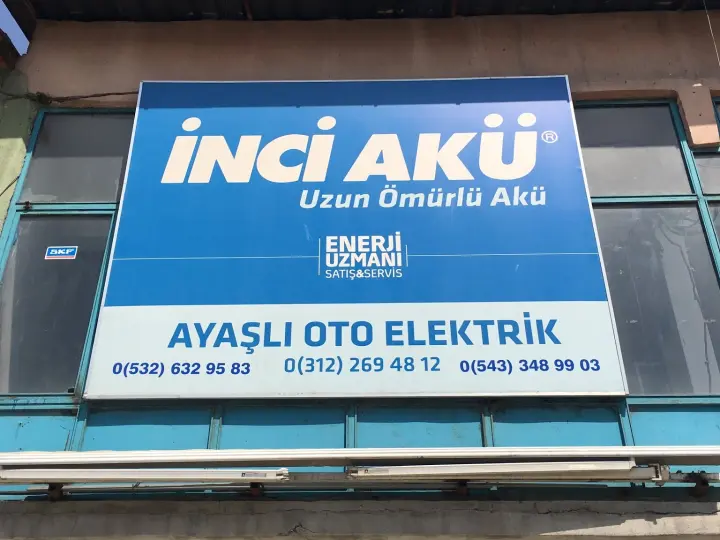 İNCİ AKÜ®
Uzun Ömürlü Akü
SKF
ENERJİ
UZMANI
SATIŞ&SERVİS
AYAŞLI OTO ELEKTRİK
0(532) 632 95 83 0(312) 269 48 12 0(543) 348 99 03